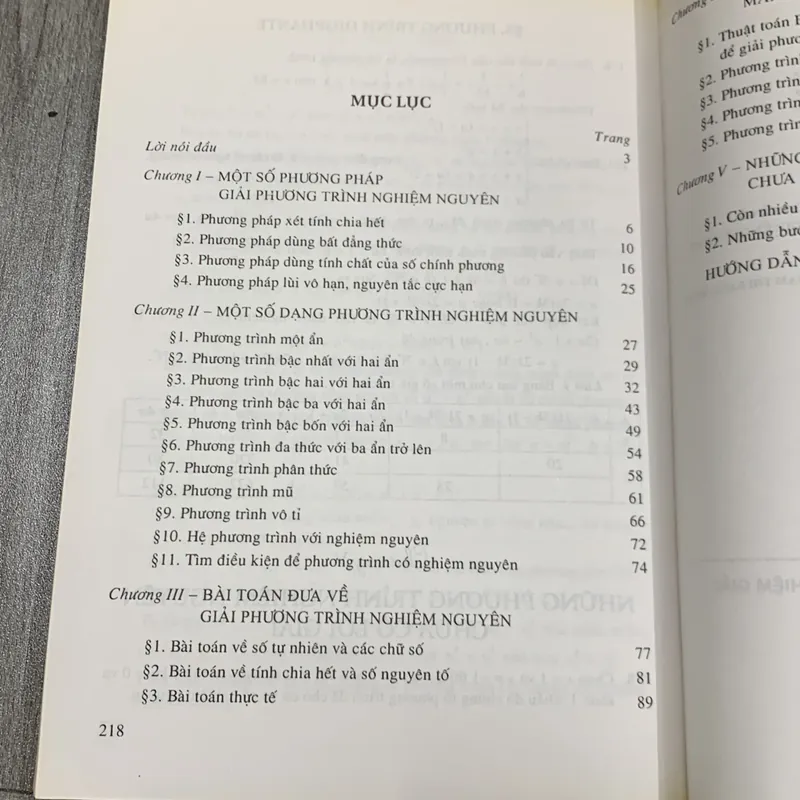 MỤC LỤC
Trang
Lời nói đầu 3
Chương I – MỘT SỐ PHƯƠNG PHÁP
GIẢI PHƯƠNG TRÌNH NGHIỆM NGUYÊN
§1. Phương pháp xét tính chia hết 6
§2. Phương pháp dùng bất đẳng thức 10
§3. Phương pháp dùng tính chất của số chính phương 16
§4. Phương pháp lùi vô hạn, nguyên tắc cực hạn 25
Chương II – MỘT SỐ DẠNG PHƯƠNG TRÌNH NGHIỆM NGUYÊN
§1. Phương trình một ẩn 27
§2. Phương trình bậc nhất với hai ẩn 29
§3. Phương trình bậc hai với hai ẩn 32
§4. Phương trình bậc ba với hai ẩn 43
§5. Phương trình bậc bốn với hai ẩn 49
§6. Phương trình đa thức với ba ẩn trở lên 54
§7. Phương trình phân thức 58
§8. Phương trình mũ 61
§9. Phương trình vô tỉ 66
§10. Hệ phương trình với nghiệm nguyên 72
§11. Tìm điều kiện để phương trình có nghiệm nguyên 74
Chương III – BÀI TOÁN ĐƯA VỀ
GIẢI PHƯƠNG TRÌNH NGHIỆM NGUYÊN
§1. Bài toán về số tự nhiên và các chữ số 77
§2. Bài toán về tính chia hết và số nguyên tố 81
§3. Bài toán thực tế 89
218
Chương
§1. Thuật toán
để giải phươ
§2. Phương trìn
§3. Phương trìn
§4. Phương trì
§5. Phương trì
Chương V – NHỮNG
CHƯA
§1. Còn nhiều
§2. Những bư
HƯỚNG DẪN